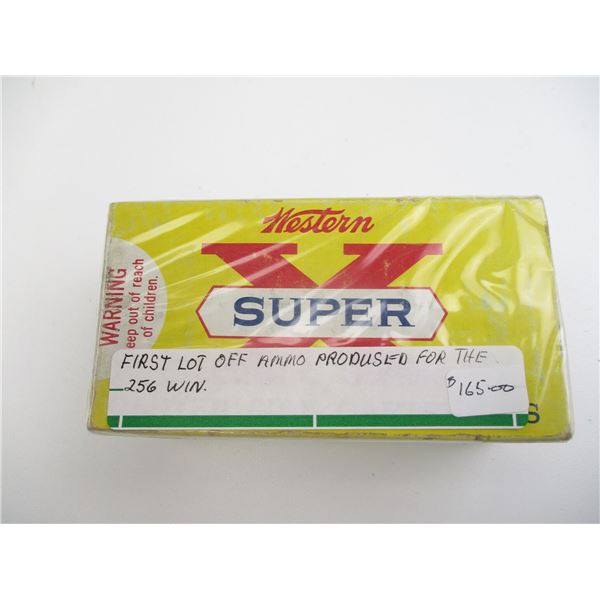 Western
X
SUPER
WARNING
eep out of reach
of children.
FIRST LOT OFF AMMO PRODUSED FOR THE
256 WIN.
$165.00
S